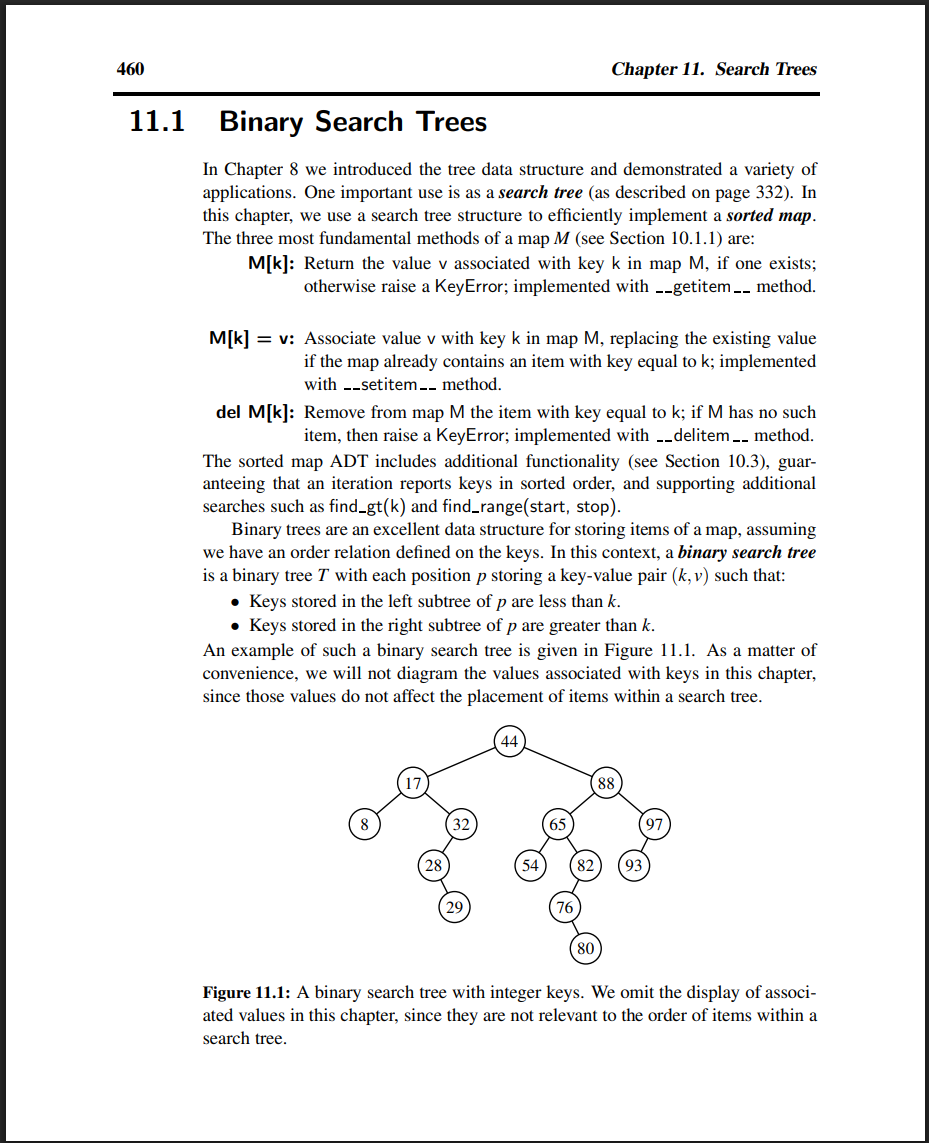 460
Chapter 11. Search Trees
11.1 Binary Search Trees
In Chapter 8 we introduced the tree data structure and demonstrated a variety of
applications. One important use is as a search tree (as described on page 332). In
this chapter, we use a search tree structure to efficiently implement a sorted map.
The three most fundamental methods of a map M (see Section 10.1.1) are:
M[k]: Return the value v associated with key k in map M, if one exists;
otherwise raise a KeyError; implemented with __getitem__ method.
M[k] = v: Associate value v with key k in map M, replacing the existing value
if the map already contains an item with key equal to k; implemented
with __setitem__ method.
del M[k]: Remove from map M the item with key equal to k; if M has no such
item, then raise a KeyError; implemented with __delitem__ method.
The sorted map ADT includes additional functionality (see Section 10.3), guar-
anteeing that an iteration reports keys in sorted order, and supporting additional
searches such as find_gt(k) and find_range(start, stop).
Binary trees are an excellent data structure for storing items of a map, assuming
we have an order relation defined on the keys. In this context, a binary search tree
is a binary tree T with each position p storing a key-value pair (k,v) such that:
• Keys stored in the left subtree of p are less than k.
• Keys stored in the right subtree of p are greater than k.
An example of such a binary search tree is given in Figure 11.1. As a matter of
convenience, we will not diagram the values associated with keys in this chapter,
since those values do not affect the placement of items within a search tree.
44
17 88
8 32 65 97
28 54 82 93
29 76
80
Figure 11.1: A binary search tree with integer keys. We omit the display of associ-
ated values in this chapter, since they are not relevant to the order of items within a
search tree.